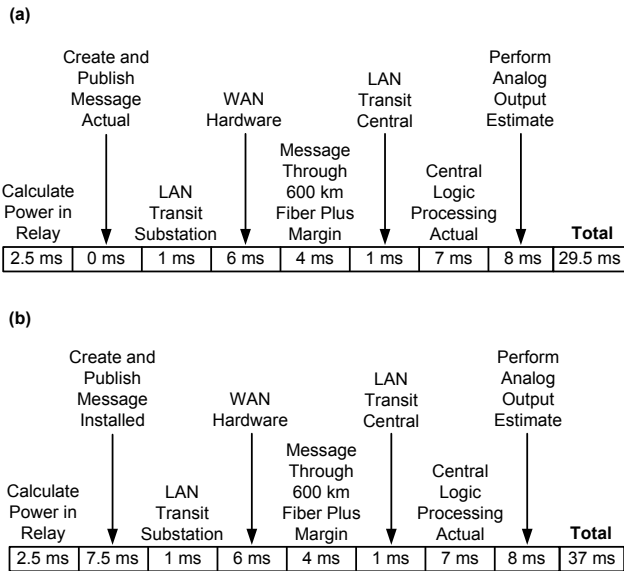 (a)
Create and
Publish
Message
Actual
WAN
Hardware
LAN
Transit
Central
Perform
Analog
Output
Estimate
Calculate
Power in
Relay
LAN
Transit
Substation
Message
Through
600 km
Fiber Plus
Margin
Central
Logic
Processing
Actual
Total
2.5 ms 0 ms 1 ms 6 ms 4 ms 1 ms 7 ms 8 ms 29.5 ms
(b)
Create and
Publish
Message
Installed
WAN
Hardware
LAN
Transit
Central
Perform
Analog
Output
Estimate
Calculate
Power in
Relay
LAN
Transit
Substation
Message
Through
600 km
Fiber Plus
Margin
Central
Logic
Processing
Actual
Total
2.5 ms 7.5 ms 1 ms 6 ms 4 ms 1 ms 7 ms 8 ms 37 ms